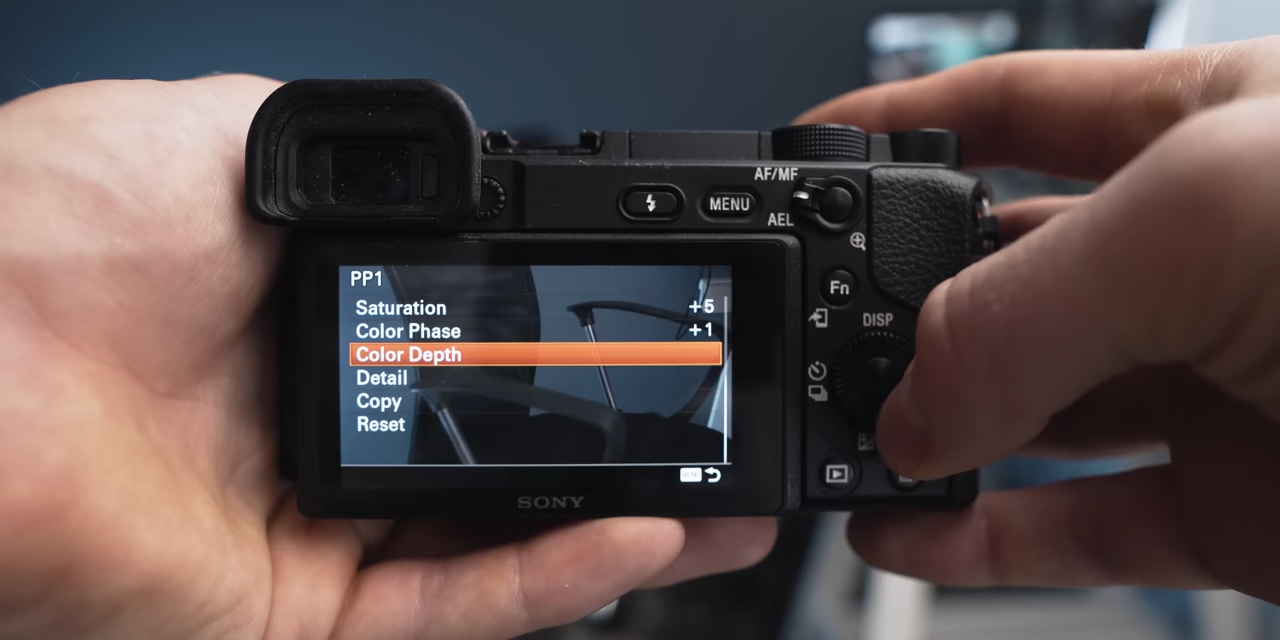 AF/MF
MENU
AEL
Fn
DISP
PP1
Saturation +5
Color Phase +1
Color Depth
Detail
Copy
Reset
SONY